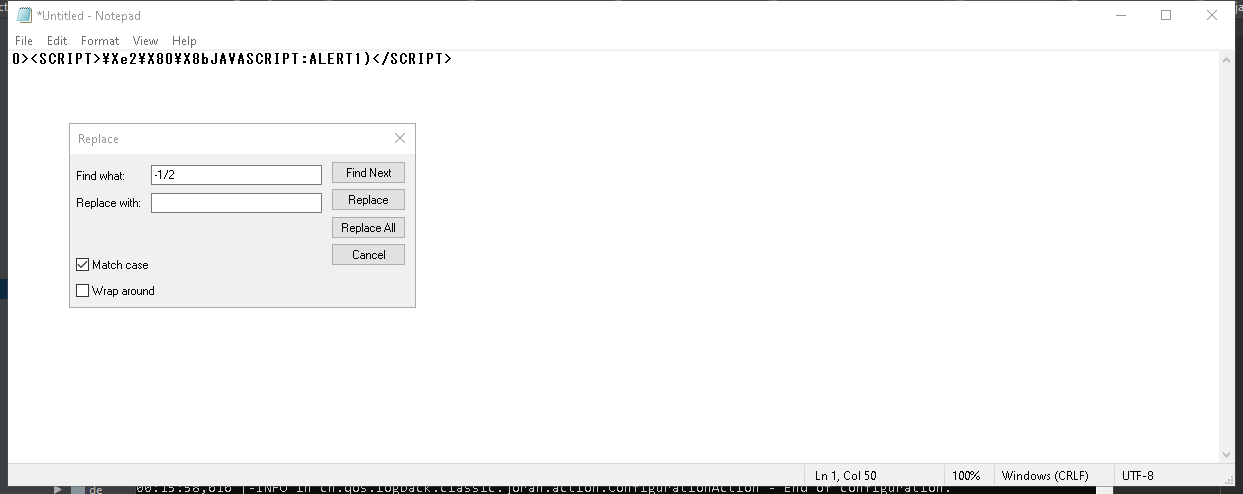 *Untitled - Notepad
File Edit Format View Help
0><SCRIPT>¥Xe2¥X80¥X8bJAVASCRIPT:ALERT1)</SCRIPT>
Replace
Find what: -1/2 Find Next
Replace with: Replace
Replace All
Cancel
Match case
Wrap around
Ln 1, Col 50 100% Windows (CRLF) UTF-8
de 00:15:58,616 |-INFO in ch.qos.logback.classic.joran.action.ConfigurationAction - End of configuration.